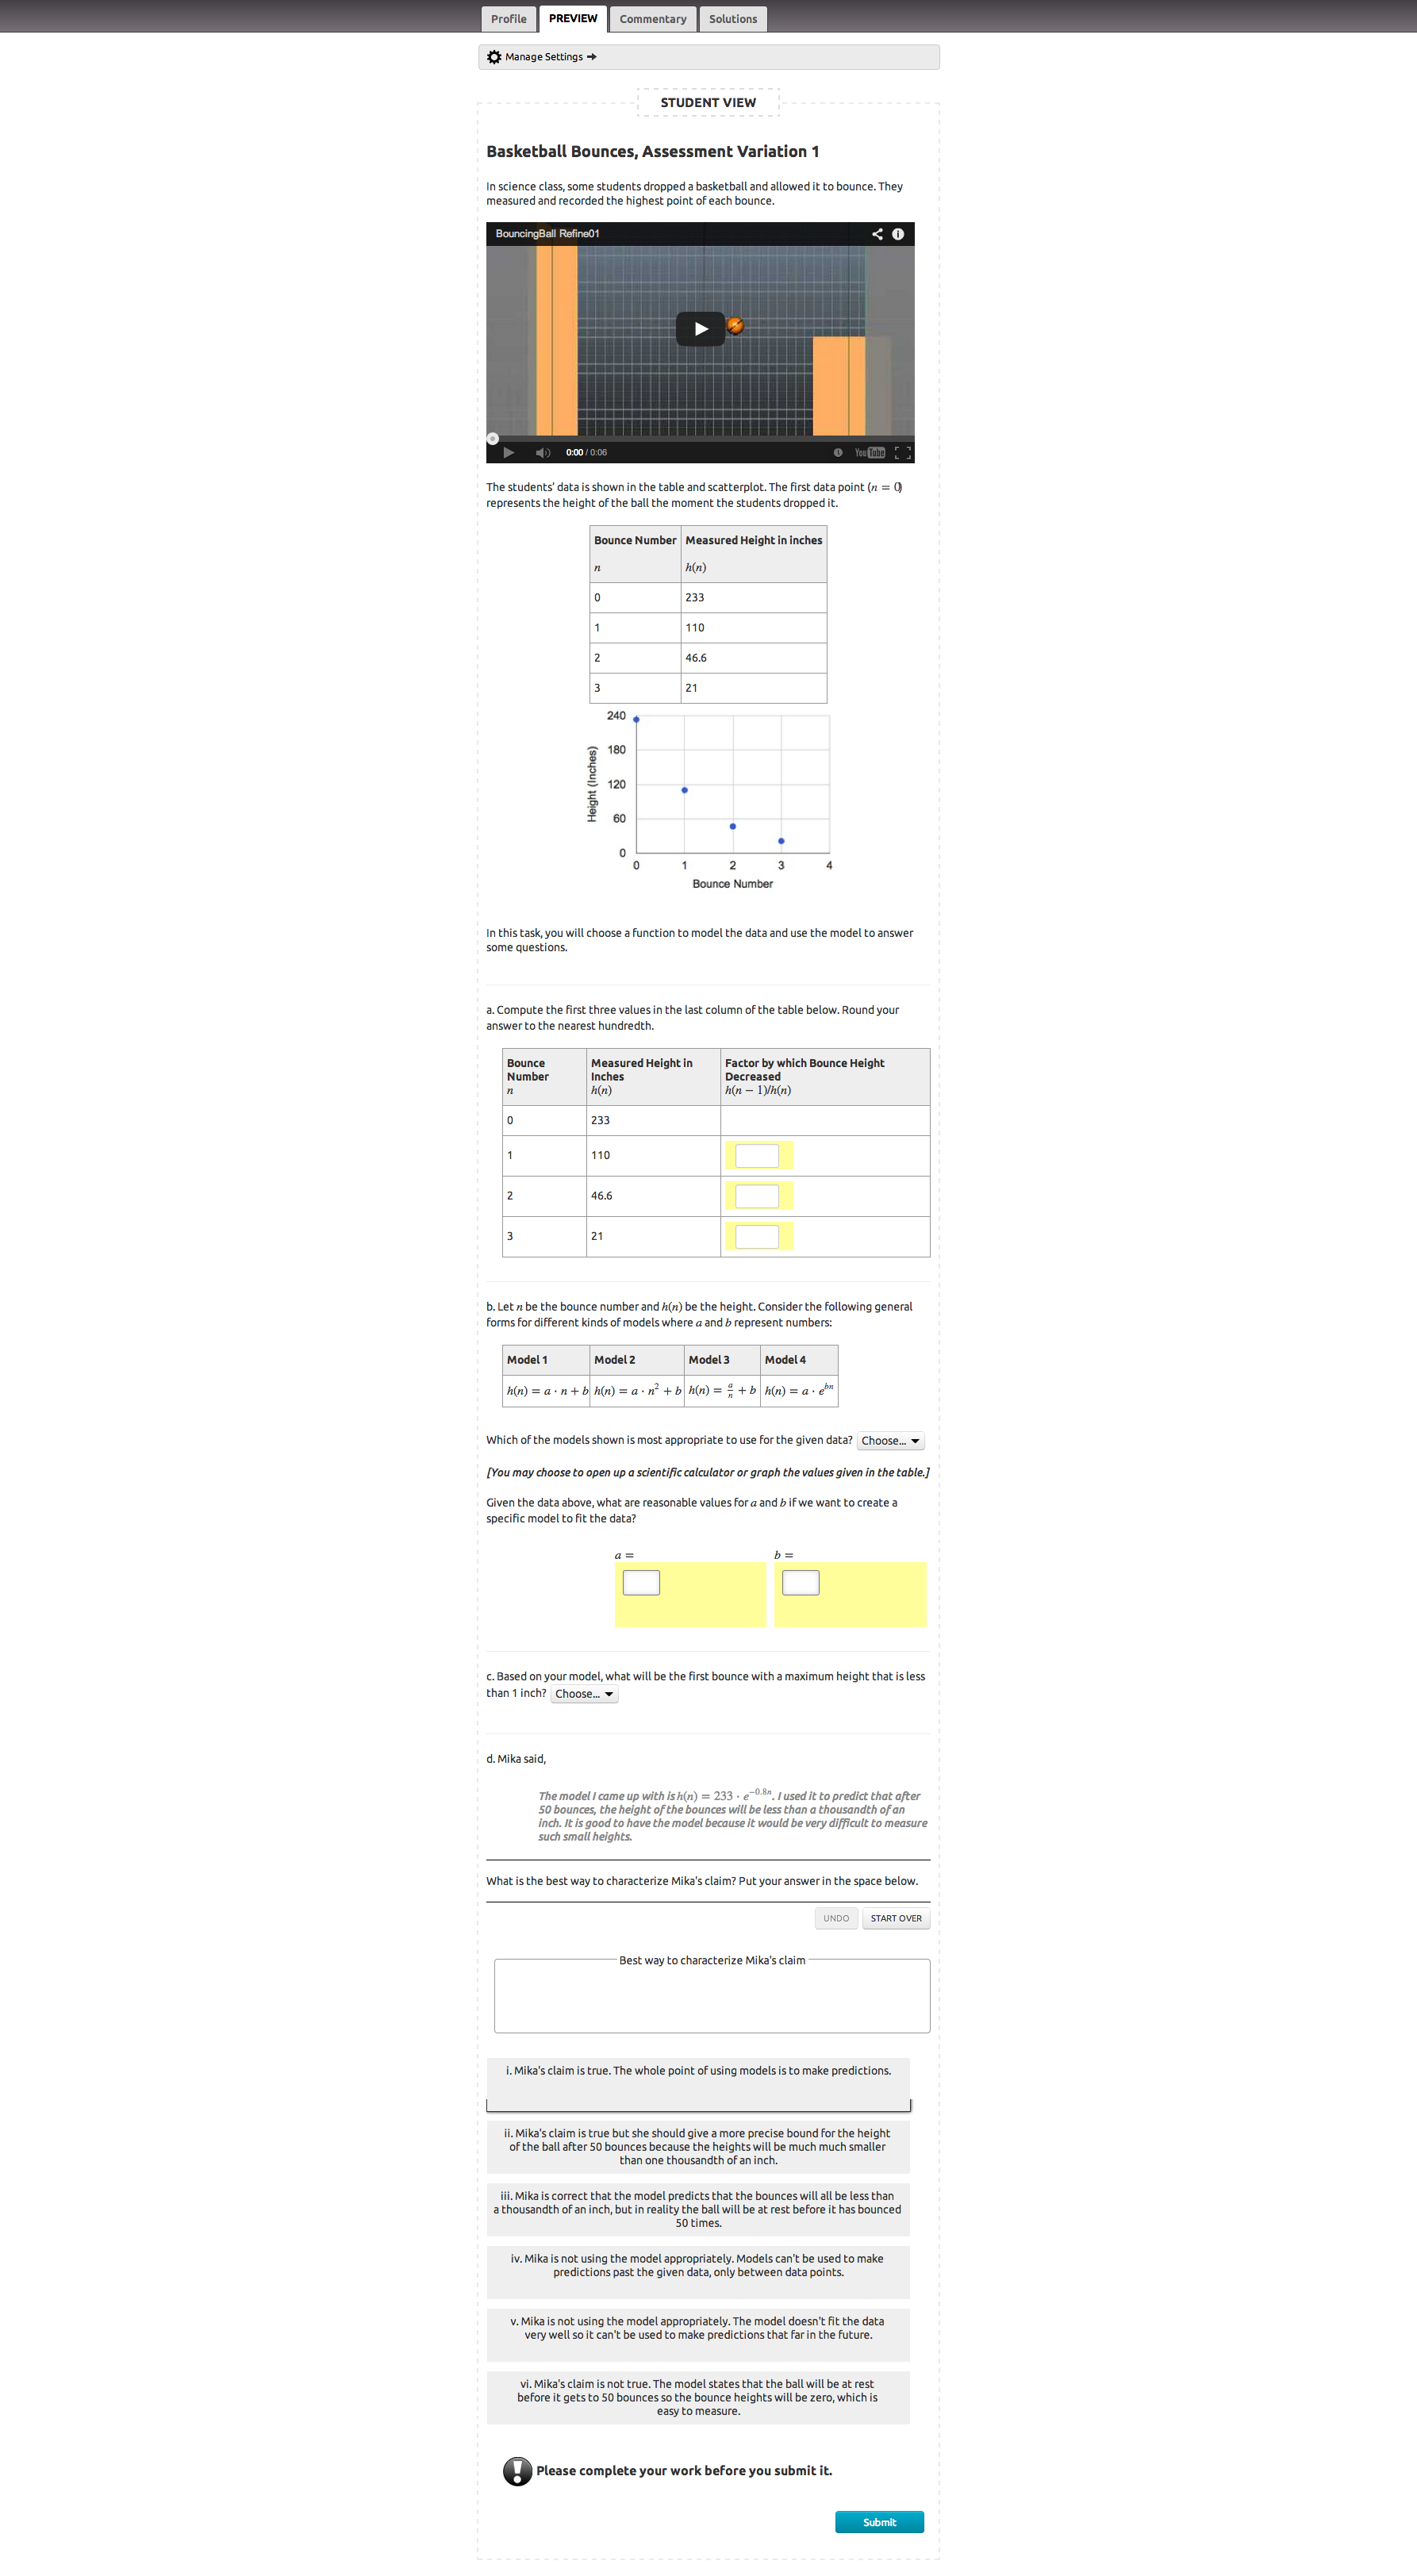 Profile PREVIEW Commentary Solutions
Manage Settings ➔
STUDENT VIEW
Basketball Bounces, Assessment Variation 1
In science class, some students dropped a basketball and allowed it to bounce. They
measured and recorded the highest point of each bounce.
BouncingBall Refine01
0:00 / 0:06 YouTube
The students' data is shown in the table and scatterplot. The first data point (n = 0)
represents the height of the ball the moment the students dropped it.
Bounce Number Measured Height in inches
n h(n)
0 233
1 110
2 46.6
3 21
240
180
120
60
0
Height (Inches)
0 1 2 3 4
Bounce Number
In this task, you will choose a function to model the data and use the model to answer
some questions.
a. Compute the first three values in the last column of the table below. Round your
answer to the nearest hundredth.
Bounce Measured Height in Factor by which Bounce Height
Number Inches Decreased
n h(n) h(n − 1)/h(n)
0 233
1 110
2 46.6
3 21
b. Let n be the bounce number and h(n) be the height. Consider the following general
forms for different kinds of models where a and b represent numbers:
Model 1 Model 2 Model 3 Model 4
h(n) = a · n + b h(n) = a · n² + b h(n) = a/n + b h(n) = a · e^{bn}
Which of the models shown is most appropriate to use for the given data? Choose...
[You may choose to open up a scientific calculator or graph the values given in the table.]
Given the data above, what are reasonable values for a and b if we want to create a
specific model to fit the data?
a = b =
c. Based on your model, what will be the first bounce with a maximum height that is less
than 1 inch? Choose...
d. Mika said,
The model I came up with is h(n) = 233 · e^{−0.8n}. I used it to predict that after
50 bounces, the height of the bounces will be less than a thousandth of an
inch. It is good to have the model because it would be very difficult to measure
such small heights.
What is the best way to characterize Mika's claim? Put your answer in the space below.
UNDO START OVER
Best way to characterize Mika's claim
i. Mika's claim is true. The whole point of using models is to make predictions.
ii. Mika's claim is true but she should give a more precise bound for the height
of the ball after 50 bounces because the heights will be much much smaller
than one thousandth of an inch.
iii. Mika is correct that the model predicts that the bounces will all be less than
a thousandth of an inch, but in reality the ball will be at rest before it has bounced
50 times.
iv. Mika is not using the model appropriately. Models can't be used to make
predictions past the given data, only between data points.
v. Mika is not using the model appropriately. The model doesn't fit the data
very well so it can't be used to make predictions that far in the future.
vi. Mika's claim is not true. The model states that the ball will be at rest
before it gets to 50 bounces so the bounce heights will be zero, which is
easy to measure.
Please complete your work before you submit it.
Submit